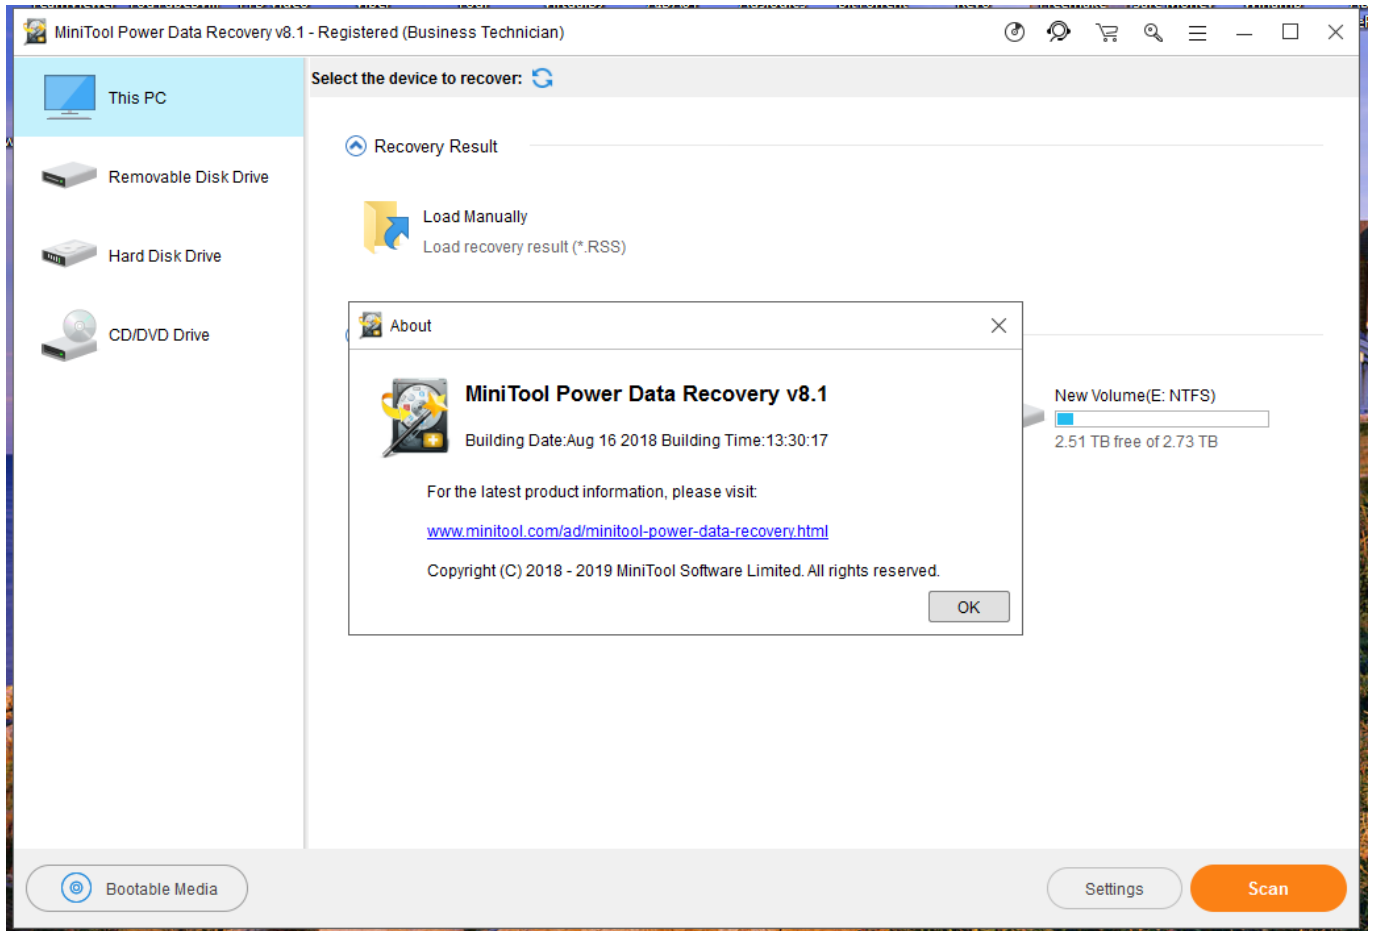 MiniTool Power Data Recovery v8.1 - Registered (Business Technician)
This PC
Removable Disk Drive
Hard Disk Drive
CD/DVD Drive
Select the device to recover:
Recovery Result
Load Manually
Load recovery result (*.RSS)
About
MiniTool Power Data Recovery v8.1
Building Date:Aug 16 2018 Building Time:13:30:17
For the latest product information, please visit:
www.minitool.com/ad/minitool-power-data-recovery.html
Copyright (C) 2018 - 2019 MiniTool Software Limited. All rights reserved.
OK
New Volume(E: NTFS)
2.51 TB free of 2.73 TB
Bootable Media
Settings
Scan